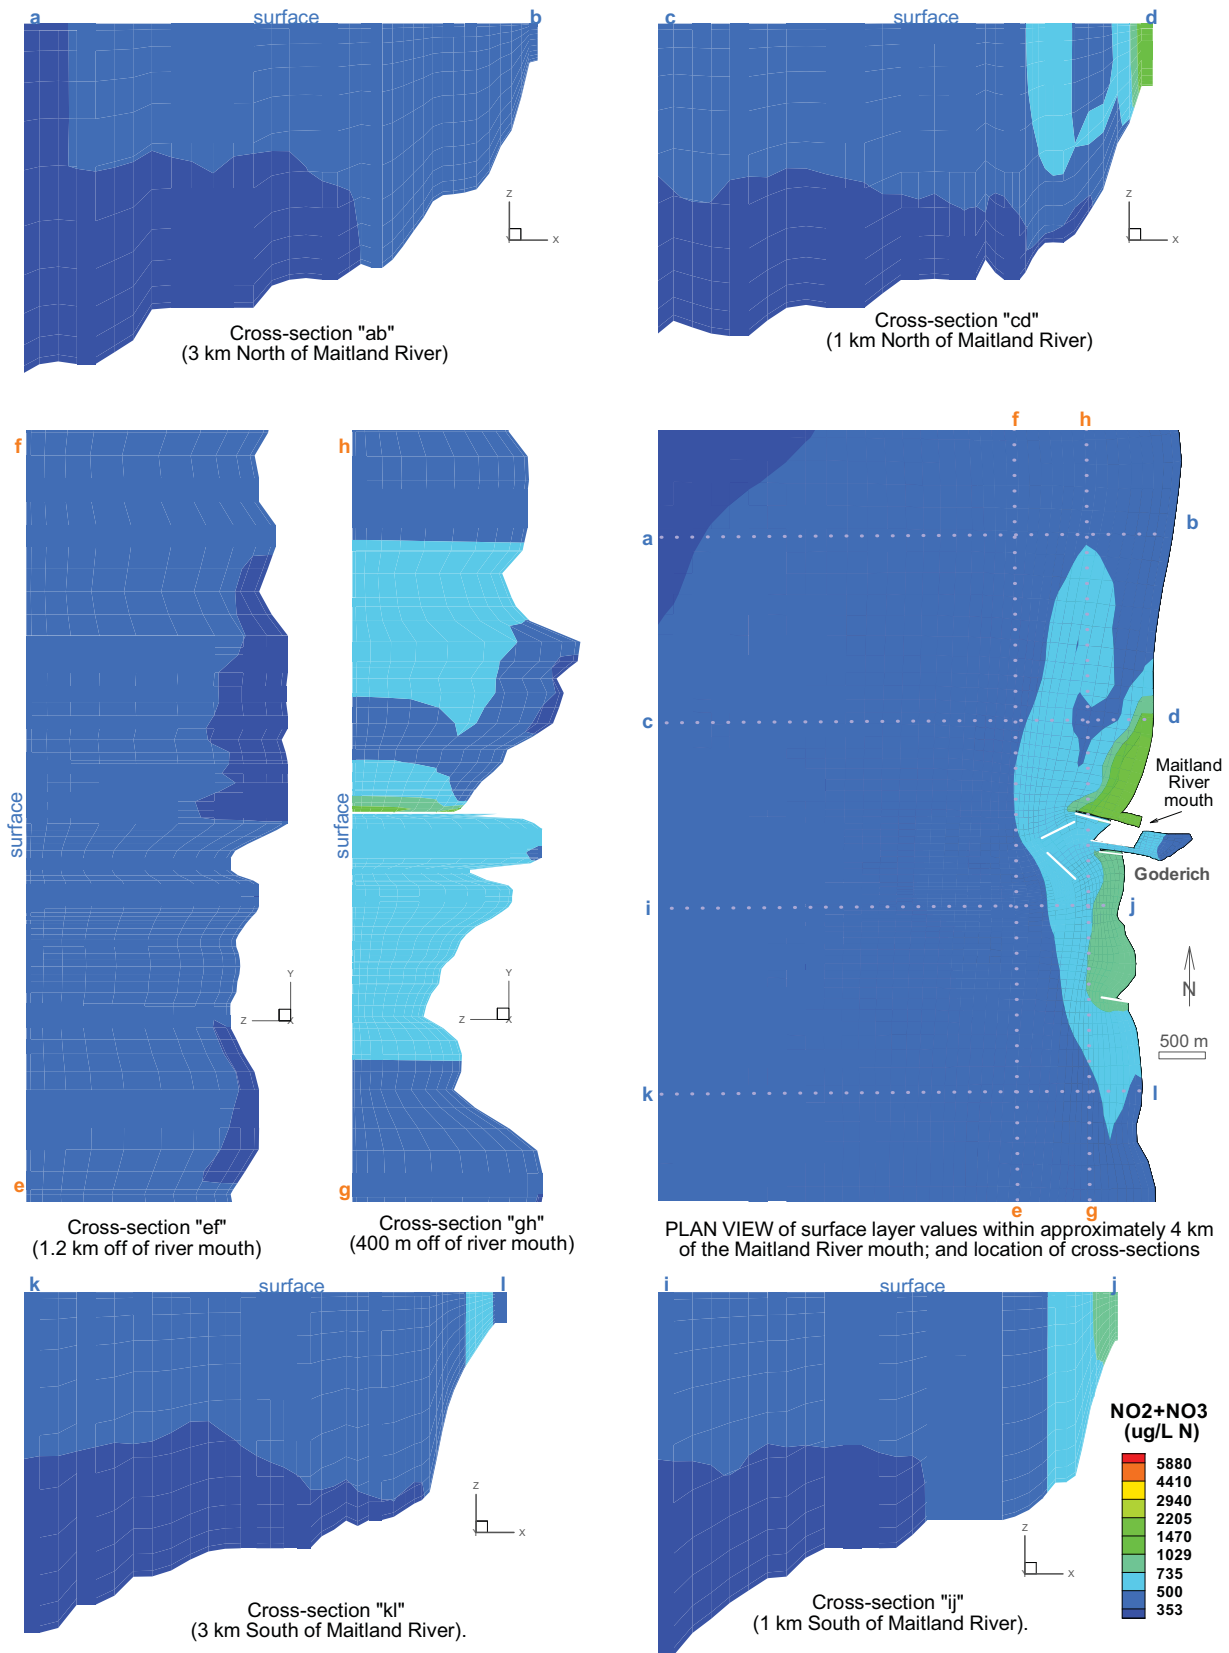 a
surface
b
Z
Y
X
Cross-section "ab"
(3 km North of Maitland River)
c
surface
d
Z
Y
X
Cross-section "cd"
(1 km North of Maitland River)
f
surface
e
Y
Z
X
Cross-section "ef"
(1.2 km off of river mouth)
h
surface
g
Y
Z
X
Cross-section "gh"
(400 m off of river mouth)
f
h
a
b
c
d
Maitland
River
mouth
Goderich
i
j
N
500 m
k
l
e
g
PLAN VIEW of surface layer values within approximately 4 km
of the Maitland River mouth; and location of cross-sections
k
surface
l
Z
Y
X
Cross-section "kl"
(3 km South of Maitland River).
i
surface
j
Z
Y
X
Cross-section "ij"
(1 km South of Maitland River).
NO2+NO3
(ug/L N)
5880
4410
2940
2205
1470
1029
735
500
353